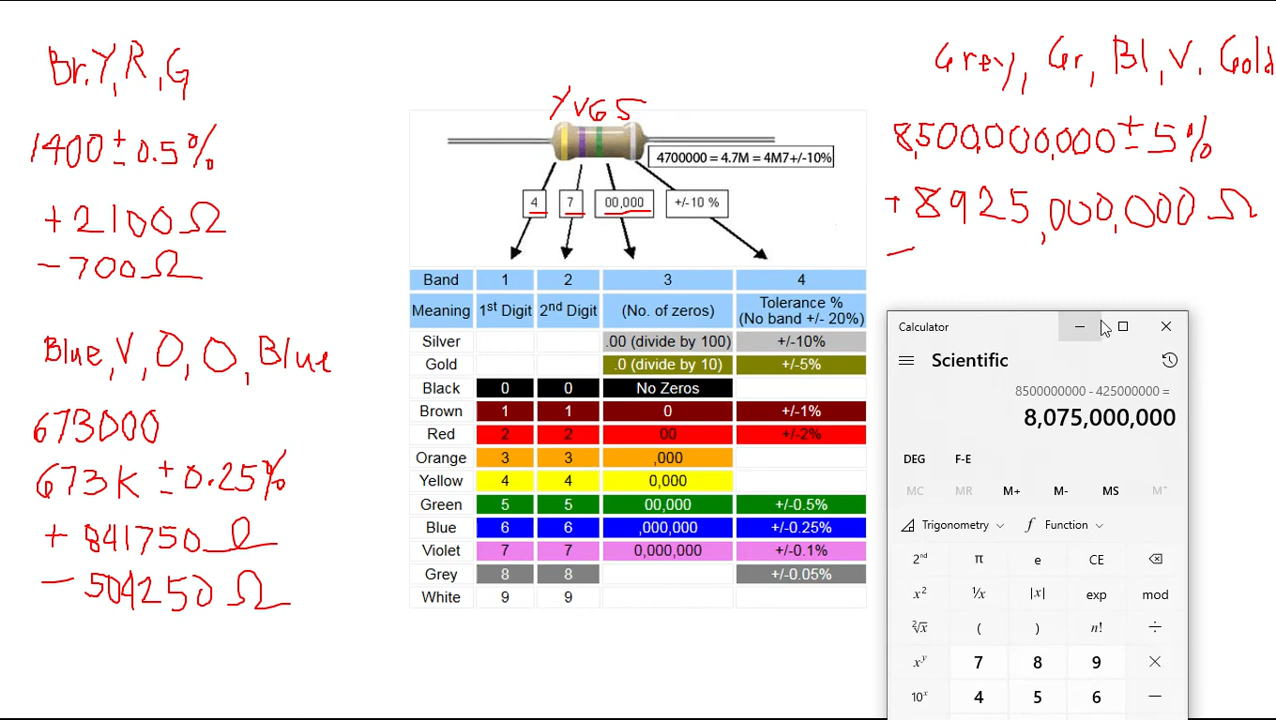 Br, Y, R, G
1400 ± 0.5%
+2100 Ω
-700 Ω
Blue, V, O, O, Blue
673000
673K ± 0.25%
+ 841750 Ω
- 504250 Ω
Y V G S
4700000 = 4.7M = 4M7+/-10%
4 7 00,000 +/-10 %
Band 1 2 3 4
Meaning 1st Digit 2nd Digit (No. of zeros) Tolerance % (No band +/- 20%)
Silver .00 (divide by 100) +/-10%
Gold .0 (divide by 10) +/-5%
Black 0 0 No Zeros
Brown 1 1 0 +/-1%
Red 2 2 00 +/-2%
Orange 3 3 ,000
Yellow 4 4 0,000
Green 5 5 00,000 +/-0.5%
Blue 6 6 ,000,000 +/-0.25%
Violet 7 7 0,000,000 +/-0.1%
Grey 8 8 +/-0.05%
White 9 9
Grey, Gr, Bl, V, Gold
8,500,000,000 ± 5%
+ 8925,000,000 Ω
-
Calculator
Scientific
8500000000 - 425000000 =
8,075,000,000
DEG F-E
MC MR M+ M- MS M˅
Trigonometry f Function
2nd π e CE
x² ¹/x |x| exp mod
²√x ( ) n! ÷
xʸ 7 8 9 ×
10ˣ 4 5 6 −